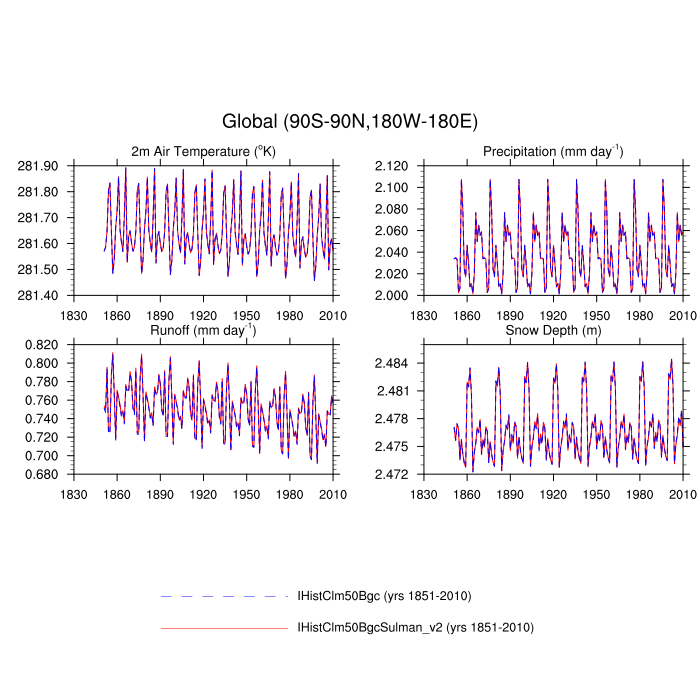 Global (90S-90N,180W-180E)
2m Air Temperature (°K)
281.90
281.80
281.70
281.60
281.50
281.40
1830 1860 1890 1920 1950 1980 2010
Precipitation (mm day⁻¹)
2.120
2.100
2.080
2.060
2.040
2.020
2.000
1830 1860 1890 1920 1950 1980 2010
Runoff (mm day⁻¹)
0.820
0.800
0.780
0.760
0.740
0.720
0.700
0.680
1830 1860 1890 1920 1950 1980 2010
Snow Depth (m)
2.484
2.481
2.478
2.475
2.472
1830 1860 1890 1920 1950 1980 2010
IHistClm50Bgc (yrs 1851-2010)
IHistClm50BgcSulman_v2 (yrs 1851-2010)